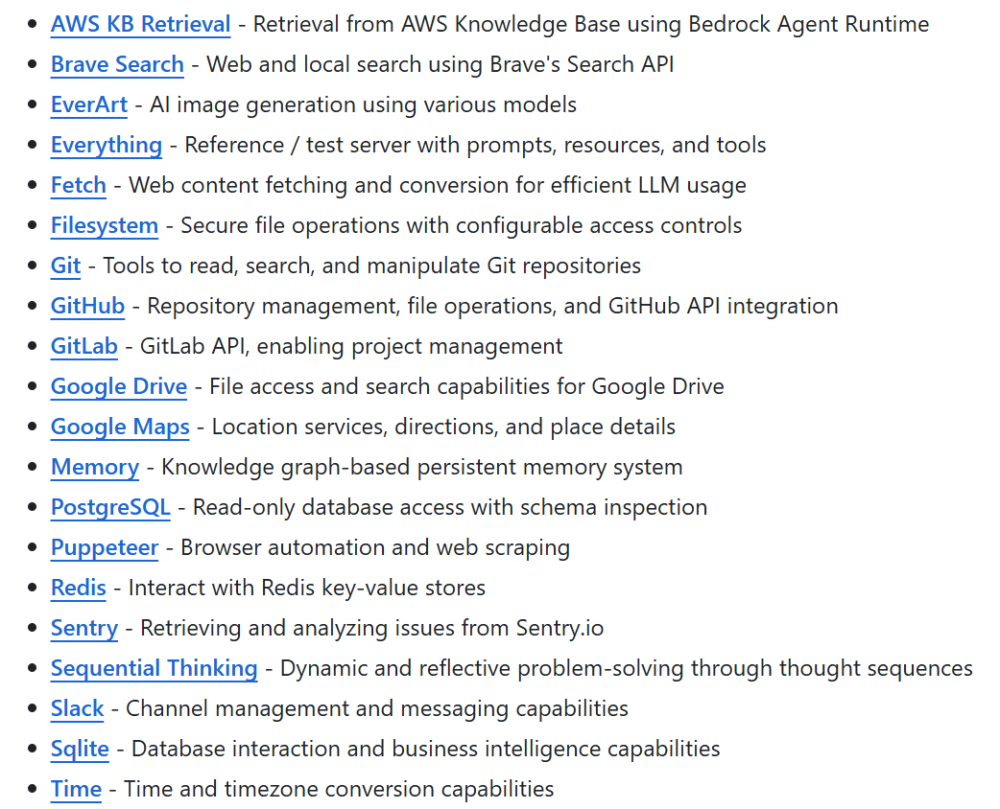 AWS KB Retrieval - Retrieval from AWS Knowledge Base using Bedrock Agent Runtime
Brave Search - Web and local search using Brave's Search API
EverArt - AI image generation using various models
Everything - Reference / test server with prompts, resources, and tools
Fetch - Web content fetching and conversion for efficient LLM usage
Filesystem - Secure file operations with configurable access controls
Git - Tools to read, search, and manipulate Git repositories
GitHub - Repository management, file operations, and GitHub API integration
GitLab - GitLab API, enabling project management
Google Drive - File access and search capabilities for Google Drive
Google Maps - Location services, directions, and place details
Memory - Knowledge graph-based persistent memory system
PostgreSQL - Read-only database access with schema inspection
Puppeteer - Browser automation and web scraping
Redis - Interact with Redis key-value stores
Sentry - Retrieving and analyzing issues from Sentry.io
Sequential Thinking - Dynamic and reflective problem-solving through thought sequences
Slack - Channel management and messaging capabilities
Sqlite - Database interaction and business intelligence capabilities
Time - Time and timezone conversion capabilities